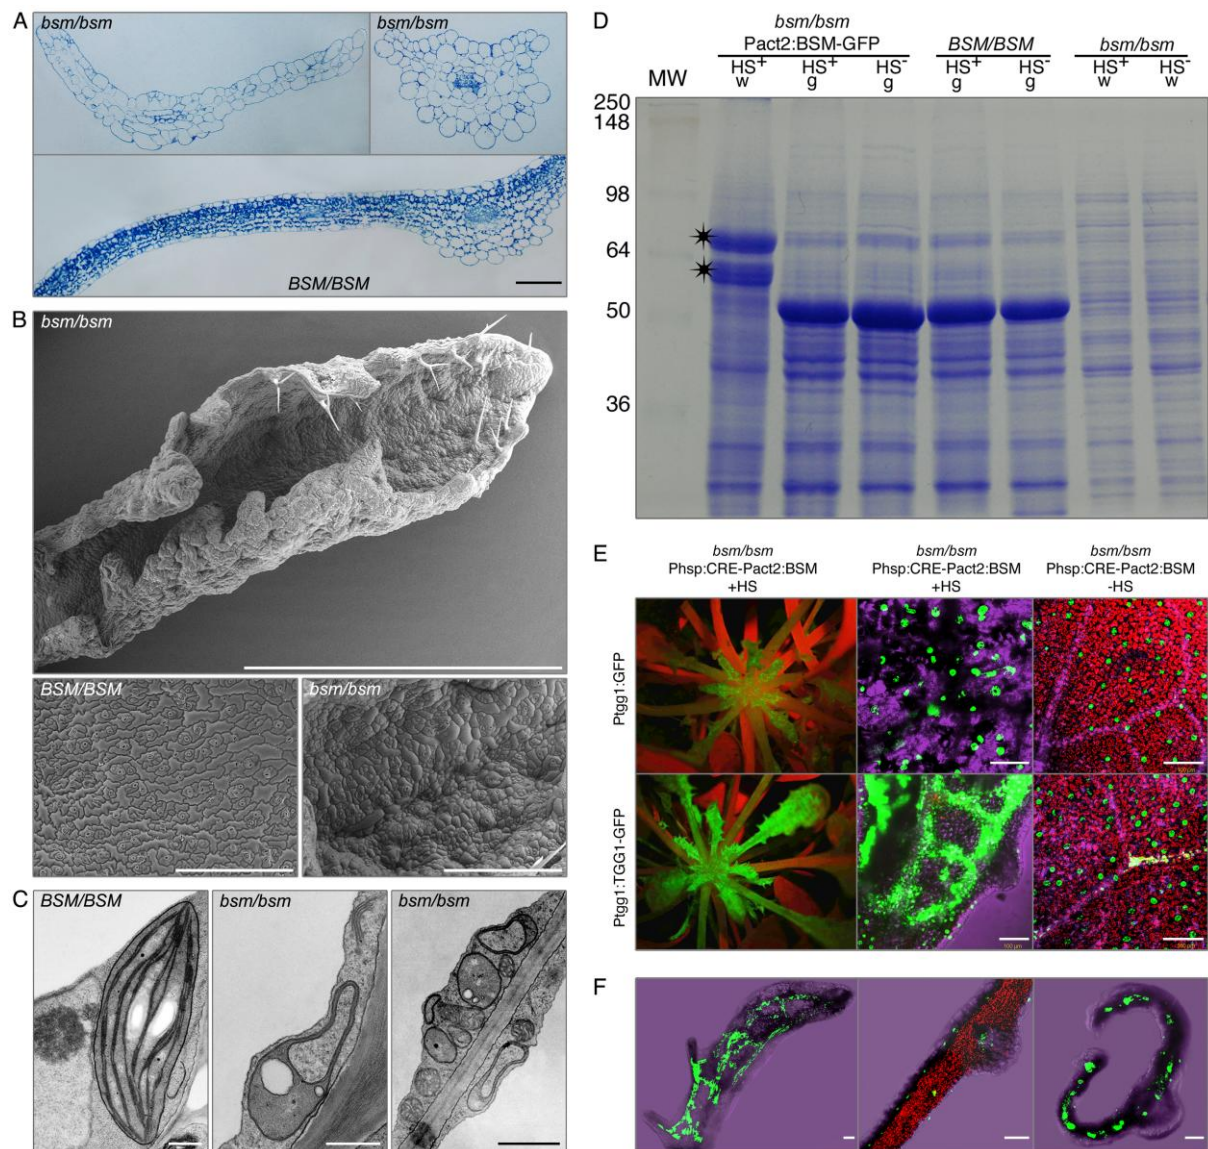 A
bsm/bsm
bsm/bsm
BSM/BSM
B
bsm/bsm
BSM/BSM
bsm/bsm
C
BSM/BSM
bsm/bsm
bsm/bsm
D
bsm/bsm
Pact2:BSM-GFP
BSM/BSM
bsm/bsm
MW
HS+ HS+ HS- HS+ HS- HS+ HS-
w g g g g w w
250
148
98
64
50
36
E
bsm/bsm
Phsp:CRE-Pact2:BSM
+HS
bsm/bsm
Phsp:CRE-Pact2:BSM
+HS
bsm/bsm
Phsp:CRE-Pact2:BSM
-HS
Ptgg1:GFP
Ptgg1:TGG1-GFP
F